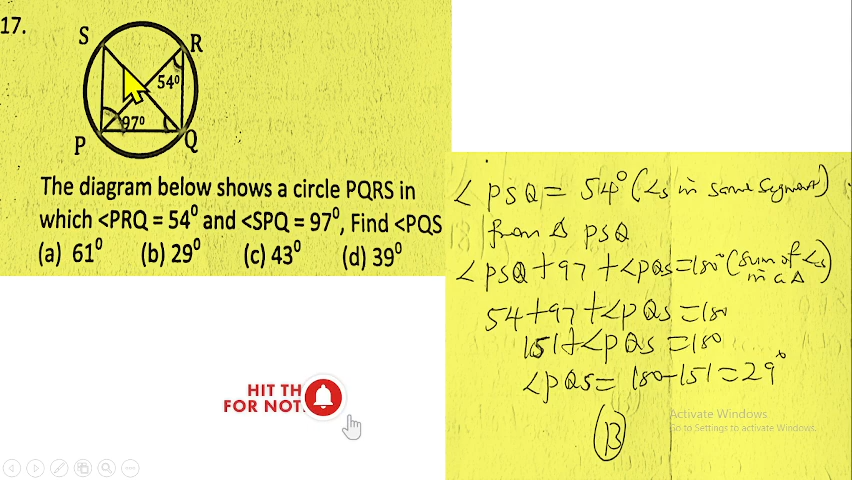 17.
S
R
54⁰
97⁰
P
Q
The diagram below shows a circle PQRS in
which <PRQ = 54⁰ and <SPQ = 97⁰, Find <PQS
(a) 61⁰ (b) 29⁰ (c) 43⁰ (d) 39⁰
<PSQ = 54° (<s in same segment)
from Δ PSQ
<PSQ + 97 + <PQS = 180° (sum of <s
in a Δ)
54 + 97 + <PQS = 180
151 + <PQS = 180
<PQS = 180 - 151 = 29°
B
HIT TH
FOR NOT
Activate Windows
Go to Settings to activate Windows.